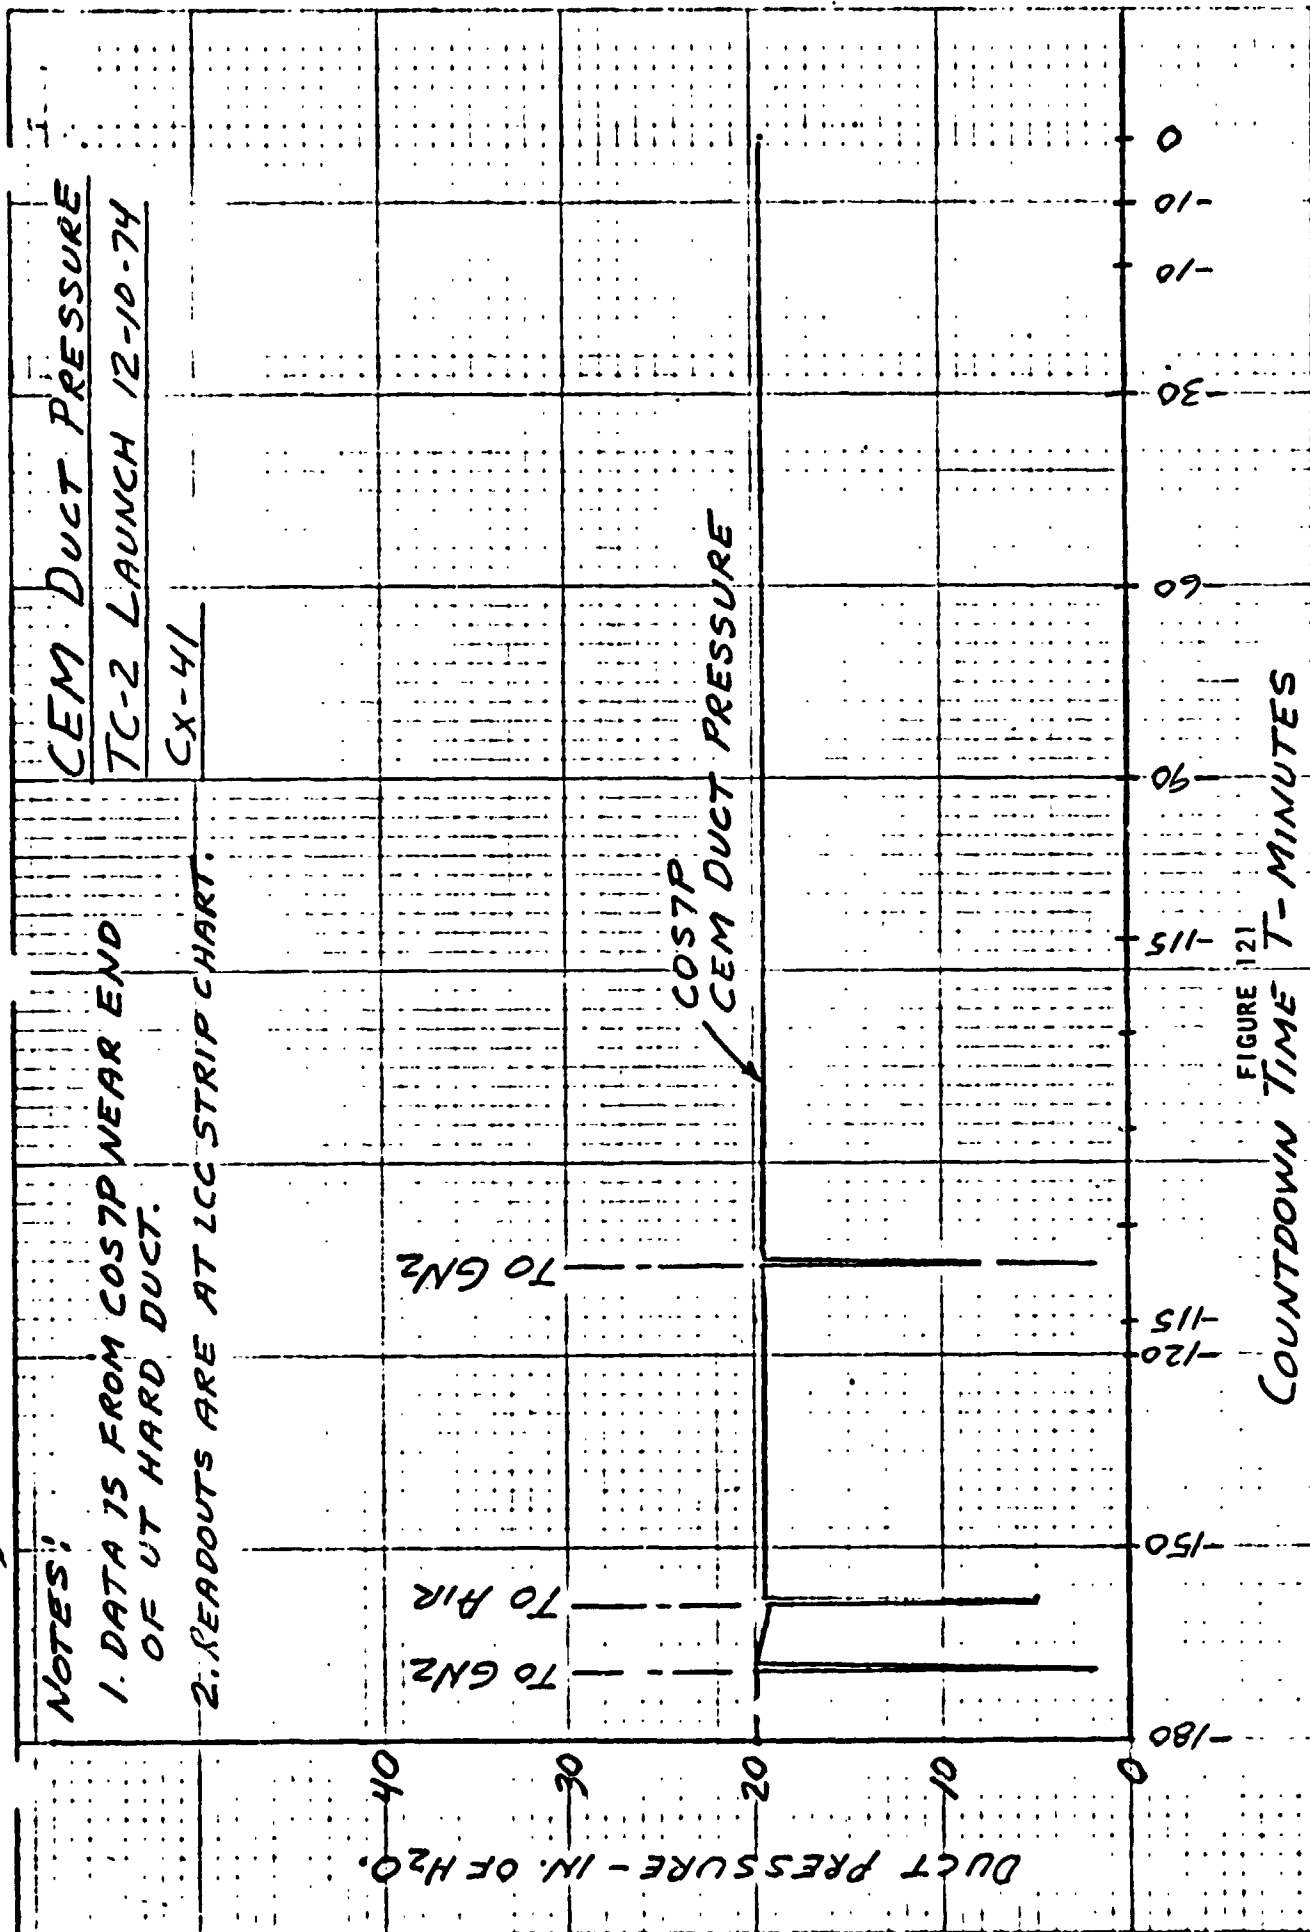 CEM DUCT PRESSURE
TC-2 LAUNCH 12-10-74
CX-41
NOTES:
1. DATA IS FROM COS7P NEAR END
OF UT HARD DUCT.
2. READOUTS ARE AT LCC STRIP CHART.
DUCT PRESSURE - IN. OF H2O.
40
30
20
10
0
TO GN2
TO AIR
TO GN2
COS7P
CEM DUCT PRESSURE
-180
-150
-120
-115
-115
-90
-60
-30
-10
-10
0
FIGURE 121
COUNTDOWN TIME T- MINUTES